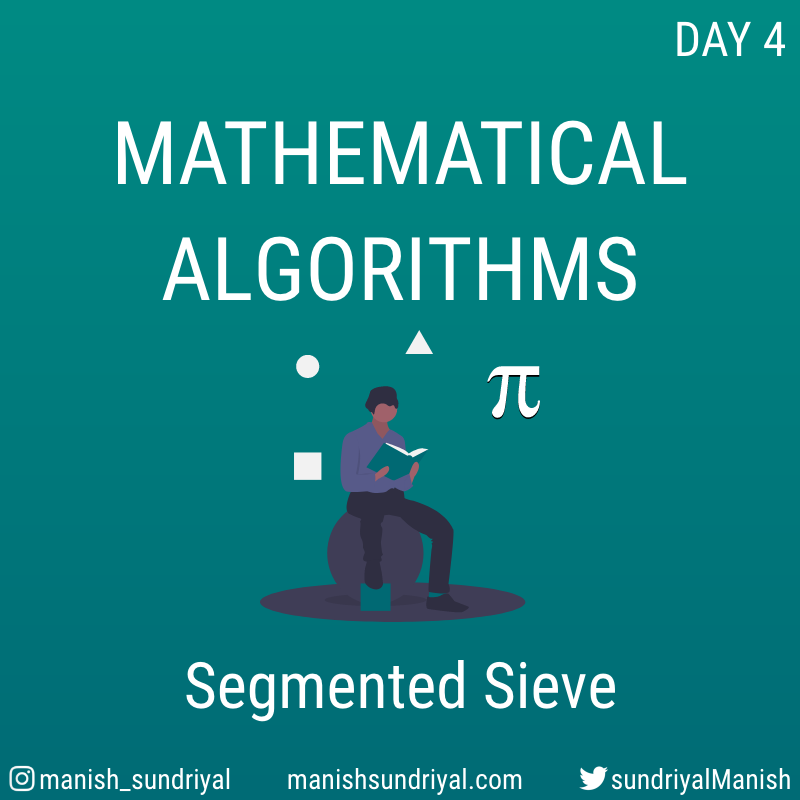 DAY 4
MATHEMATICAL
ALGORITHMS
π
Segmented Sieve
manish_sundriyal manishsundriyal.com sundriyalManish